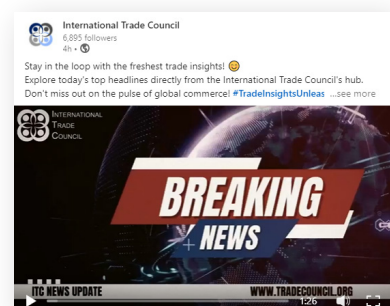 International Trade Council
6,895 followers
4h •
Stay in the loop with the freshest trade insights! 😊
Explore today's top headlines directly from the International Trade Council's hub.
Don't miss out on the pulse of global commerce! #TradeInsightsUnleas ...see more
INTERNATIONAL
TRADE
COUNCIL
BREAKING
NEWS
ITC NEWS UPDATE
WWW.TRADECOUNCIL.ORG
1:26